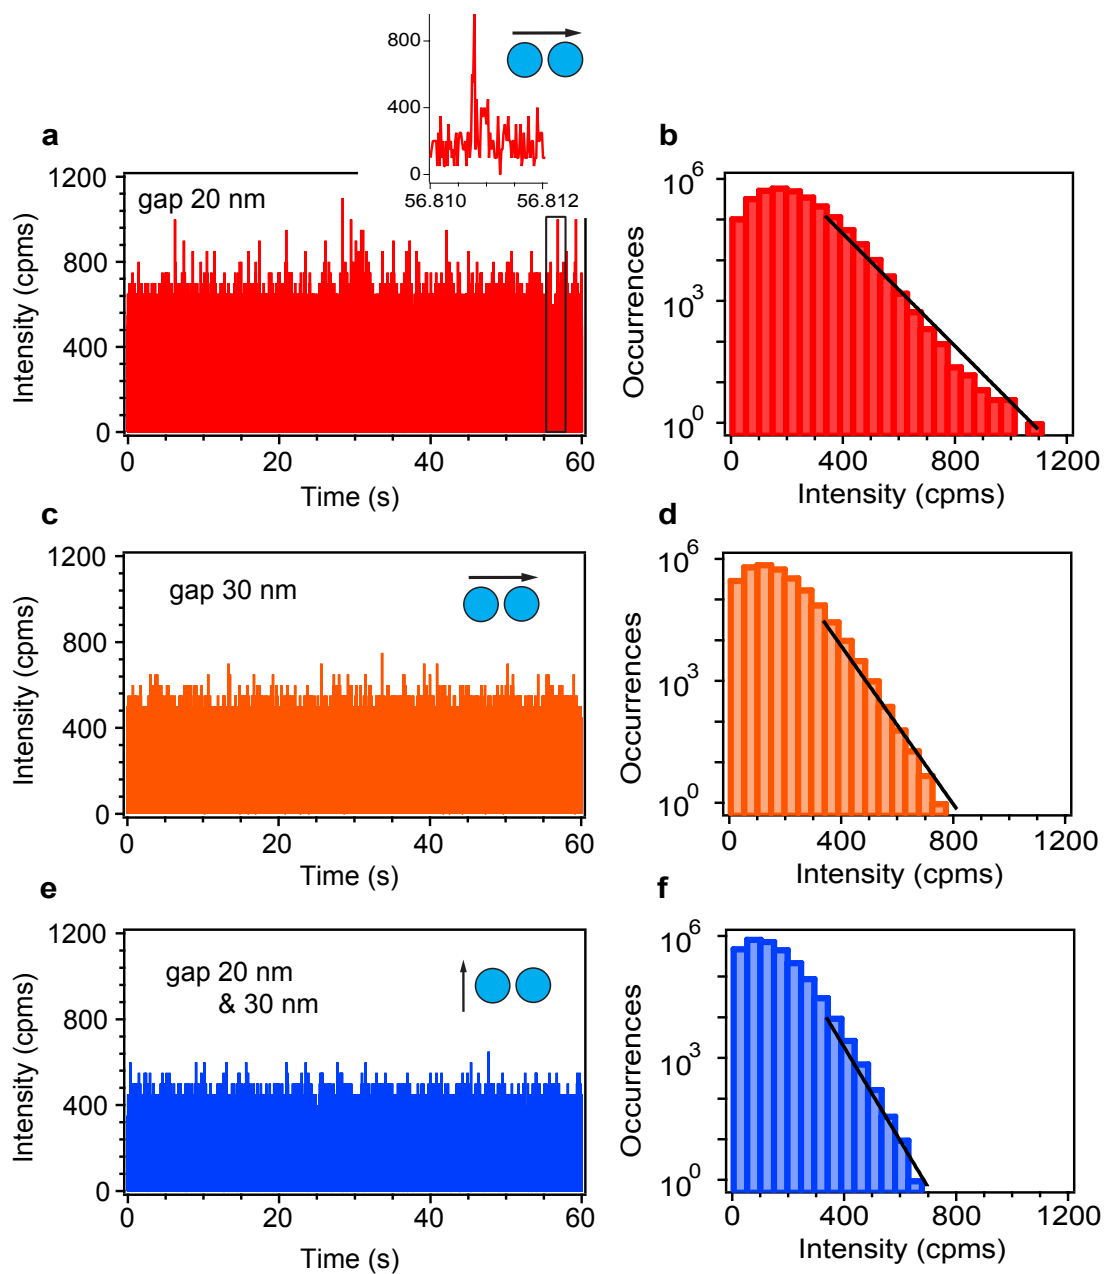 800
400
0
56.810 56.812
a
gap 20 nm
1200
800
400
0
Intensity (cpms)
0 20 40 60
Time (s)
b
10^6
10^3
10^0
Occurrences
0 400 800 1200
Intensity (cpms)
c
gap 30 nm
1200
800
400
0
Intensity (cpms)
0 20 40 60
Time (s)
d
10^6
10^3
10^0
Occurrences
0 400 800 1200
Intensity (cpms)
e
gap 20 nm
& 30 nm
1200
800
400
0
Intensity (cpms)
0 20 40 60
Time (s)
f
10^6
10^3
10^0
Occurrences
0 400 800 1200
Intensity (cpms)